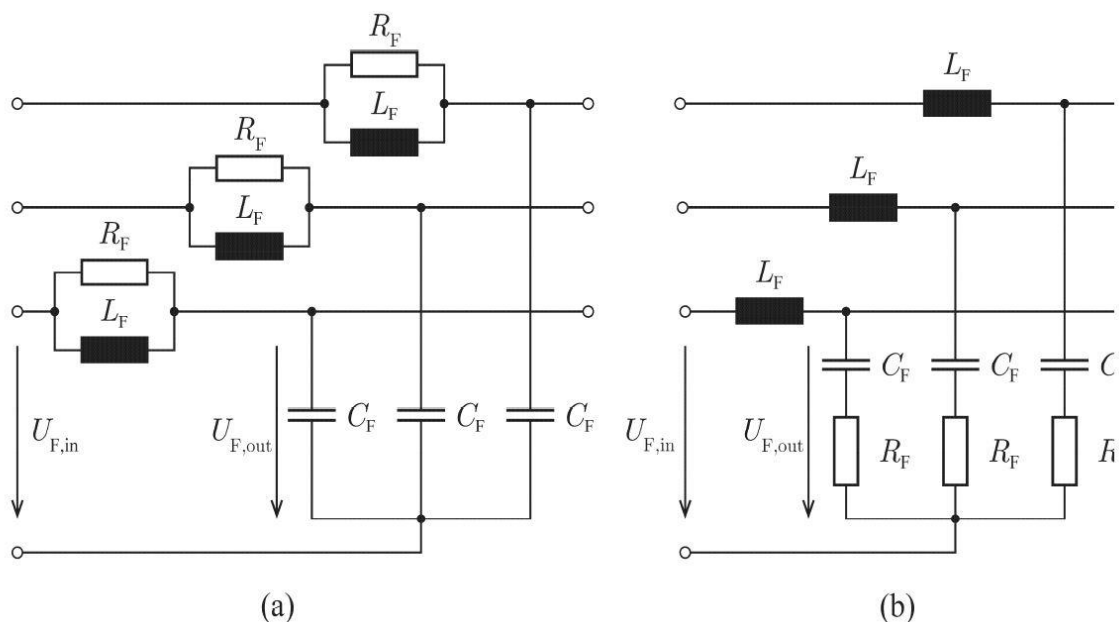 R_F
L_F
R_F
L_F
R_F
L_F
C_F
C_F
C_F
U_F,in
U_F,out
(a)
L_F
L_F
L_F
C_F
C_F
R_F
R_F
U_F,in
U_F,out
(b)